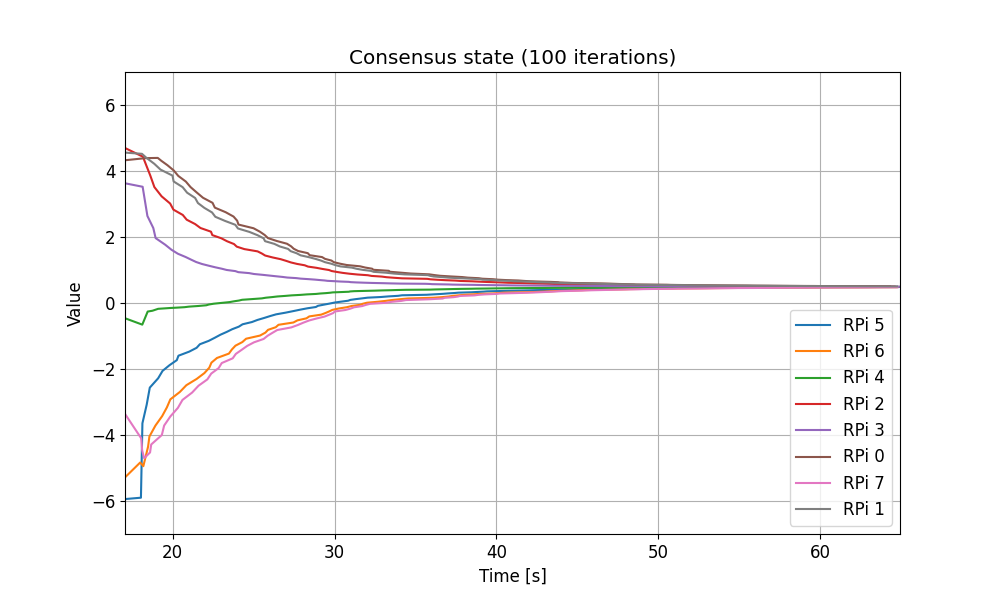 Consensus state (100 iterations)
6
4
2
0
−2
−4
−6
Value
20
30
40
50
60
Time [s]
RPi 5
RPi 6
RPi 4
RPi 2
RPi 3
RPi 0
RPi 7
RPi 1